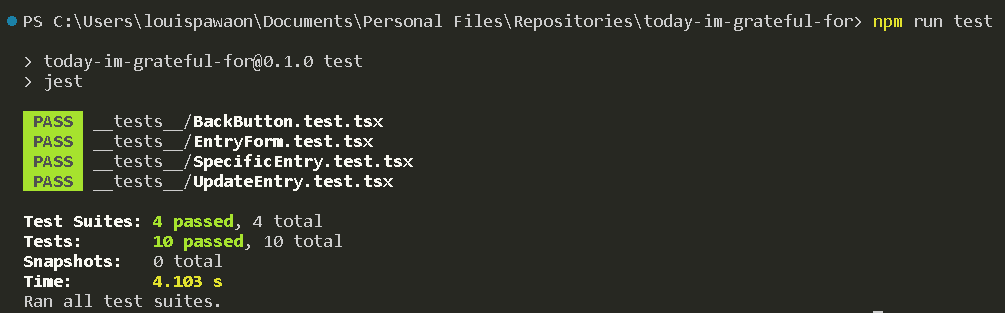 PS C:\Users\louispawaon\Documents\Personal Files\Repositories\today-im-grateful-for> npm run test
> today-im-grateful-for@0.1.0 test
> jest
PASS __tests__/BackButton.test.tsx
PASS __tests__/EntryForm.test.tsx
PASS __tests__/SpecificEntry.test.tsx
PASS __tests__/UpdateEntry.test.tsx
Test Suites: 4 passed, 4 total
Tests: 10 passed, 10 total
Snapshots: 0 total
Time: 4.103 s
Ran all test suites.